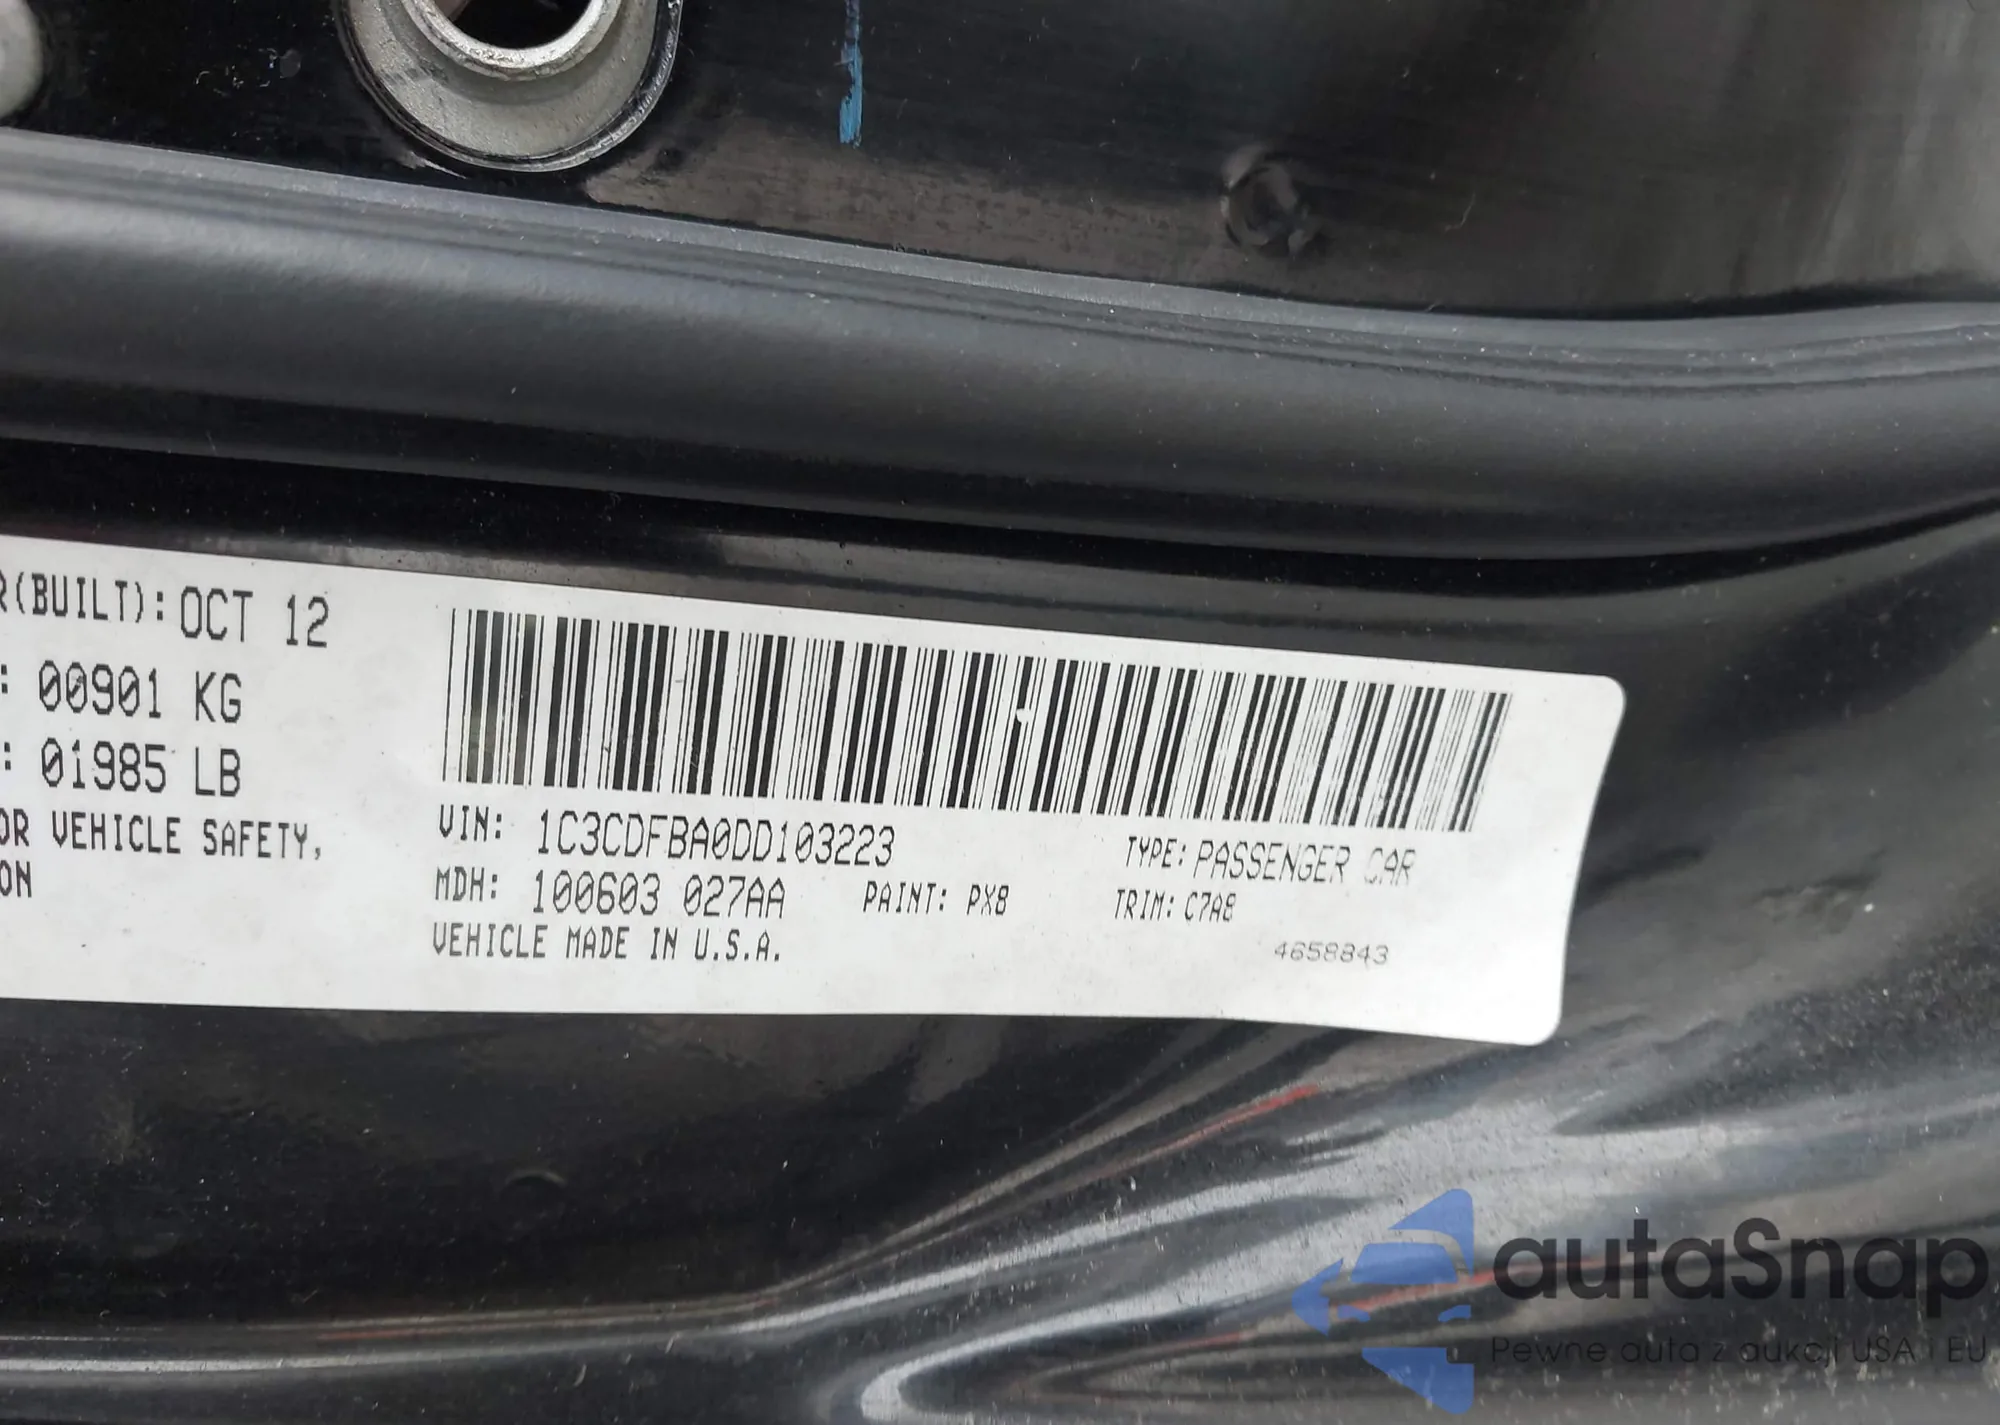 R(BUILT): OCT 12
: 00901 KG
: 01985 LB
OR VEHICLE SAFETY,
ON
VIN: 1C3CDFBA0DD103223
TYPE: PASSENGER CAR
MDH: 100603 027AA
PAINT: PX8
TRIM: C7A8
VEHICLE MADE IN U.S.A.
4658843
autaSnap
Pewne auta z aukcji USA i EU